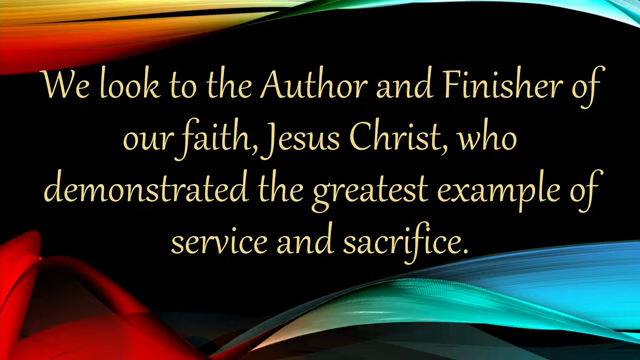 We look to the Author and Finisher of
our faith, Jesus Christ, who
demonstrated the greatest example of
service and sacrifice.